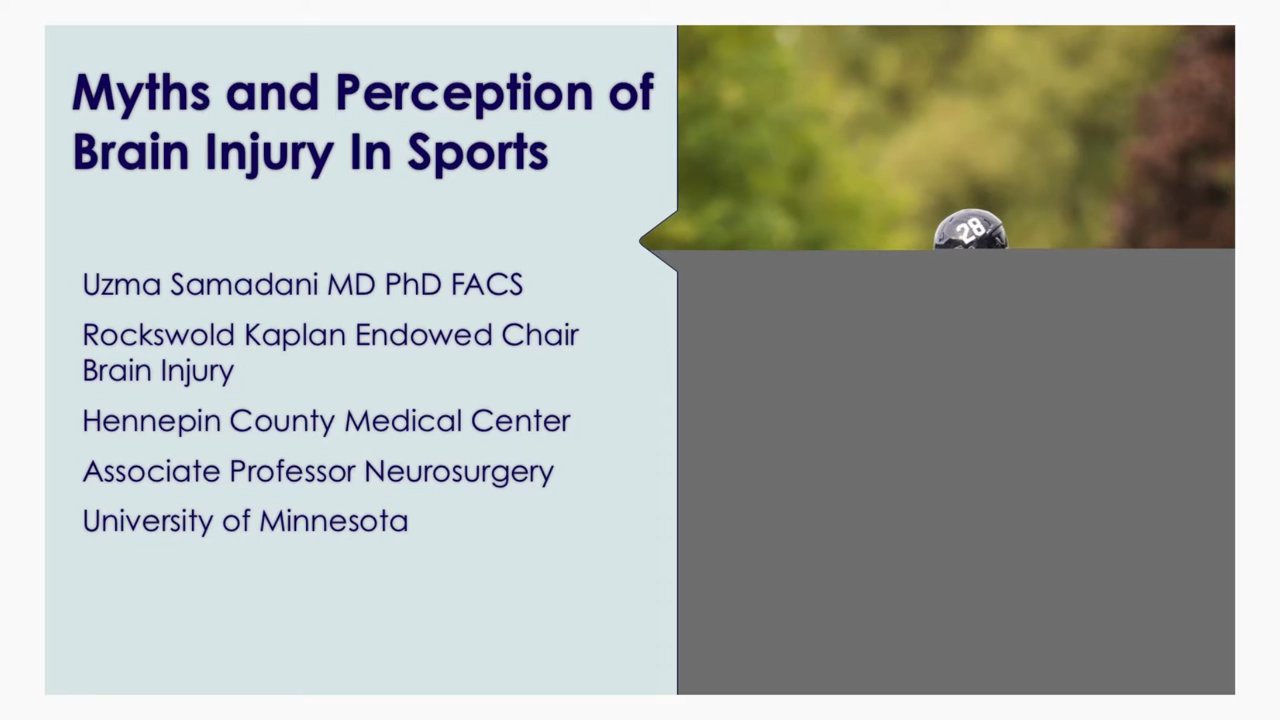 Myths and Perception of
Brain Injury In Sports
Uzma Samadani MD PhD FACS
Rockswold Kaplan Endowed Chair
Brain Injury
Hennepin County Medical Center
Associate Professor Neurosurgery
University of Minnesota
28